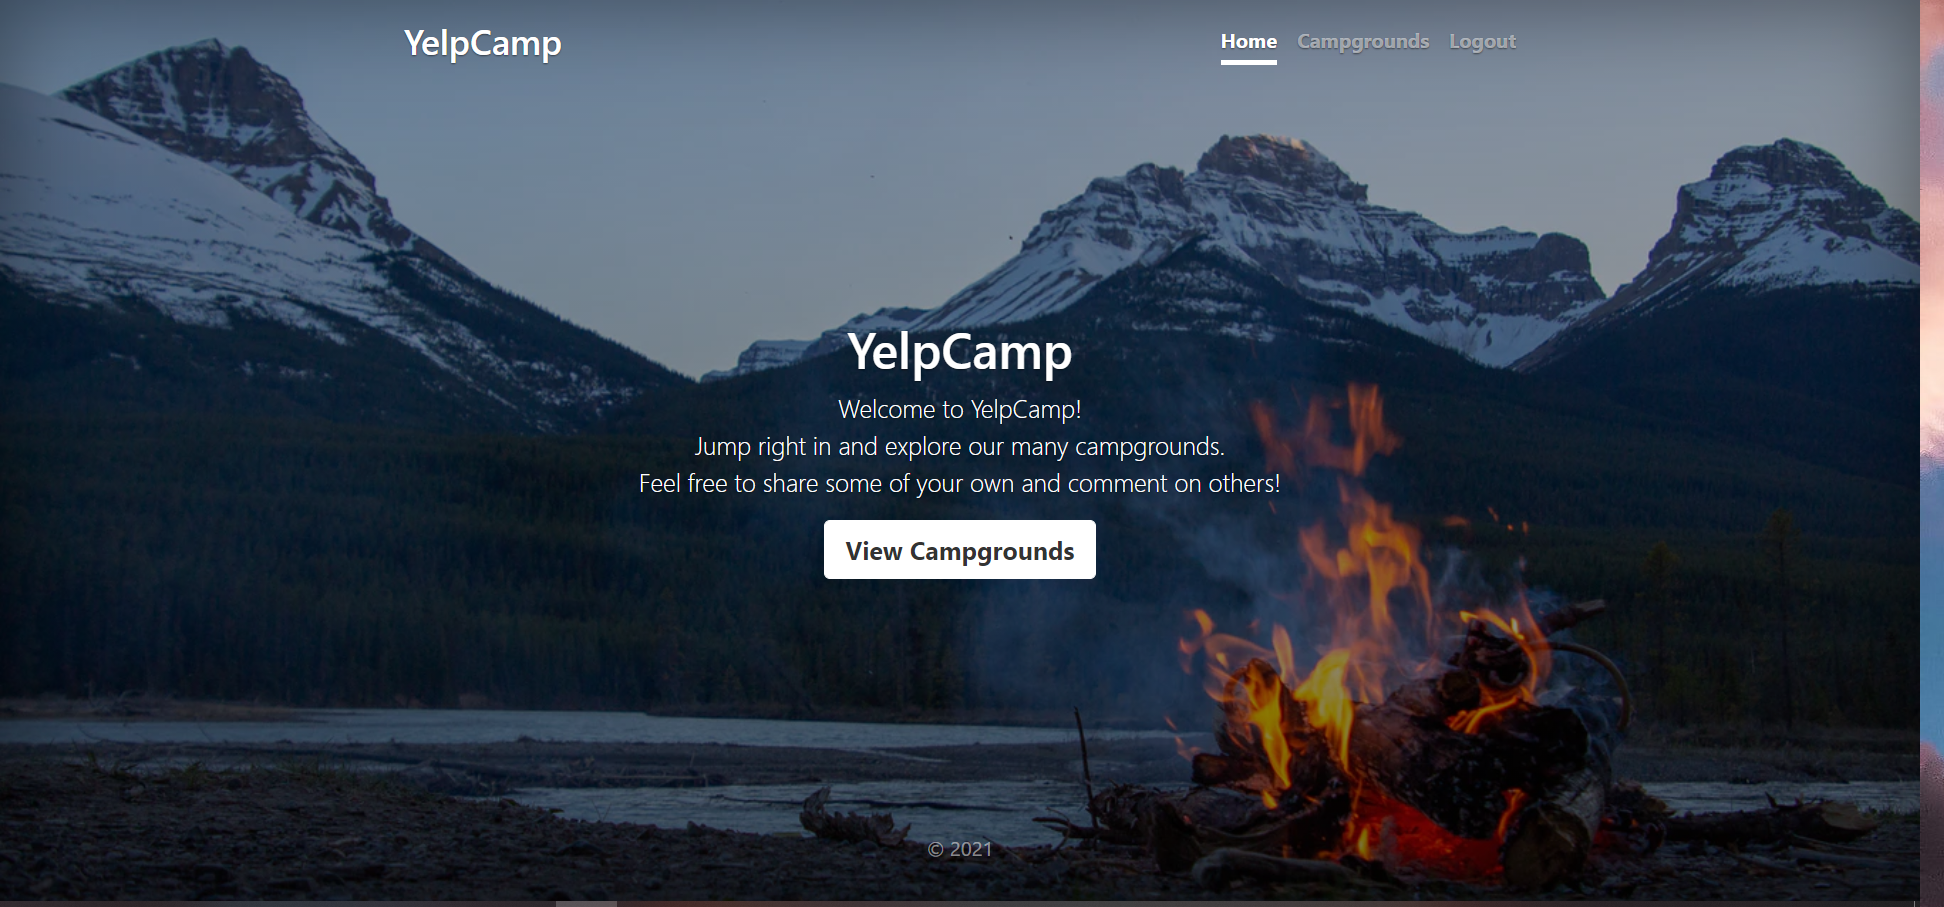 YelpCamp
Home Campgrounds Logout
YelpCamp
Welcome to YelpCamp!
Jump right in and explore our many campgrounds.
Feel free to share some of your own and comment on others!
View Campgrounds
© 2021